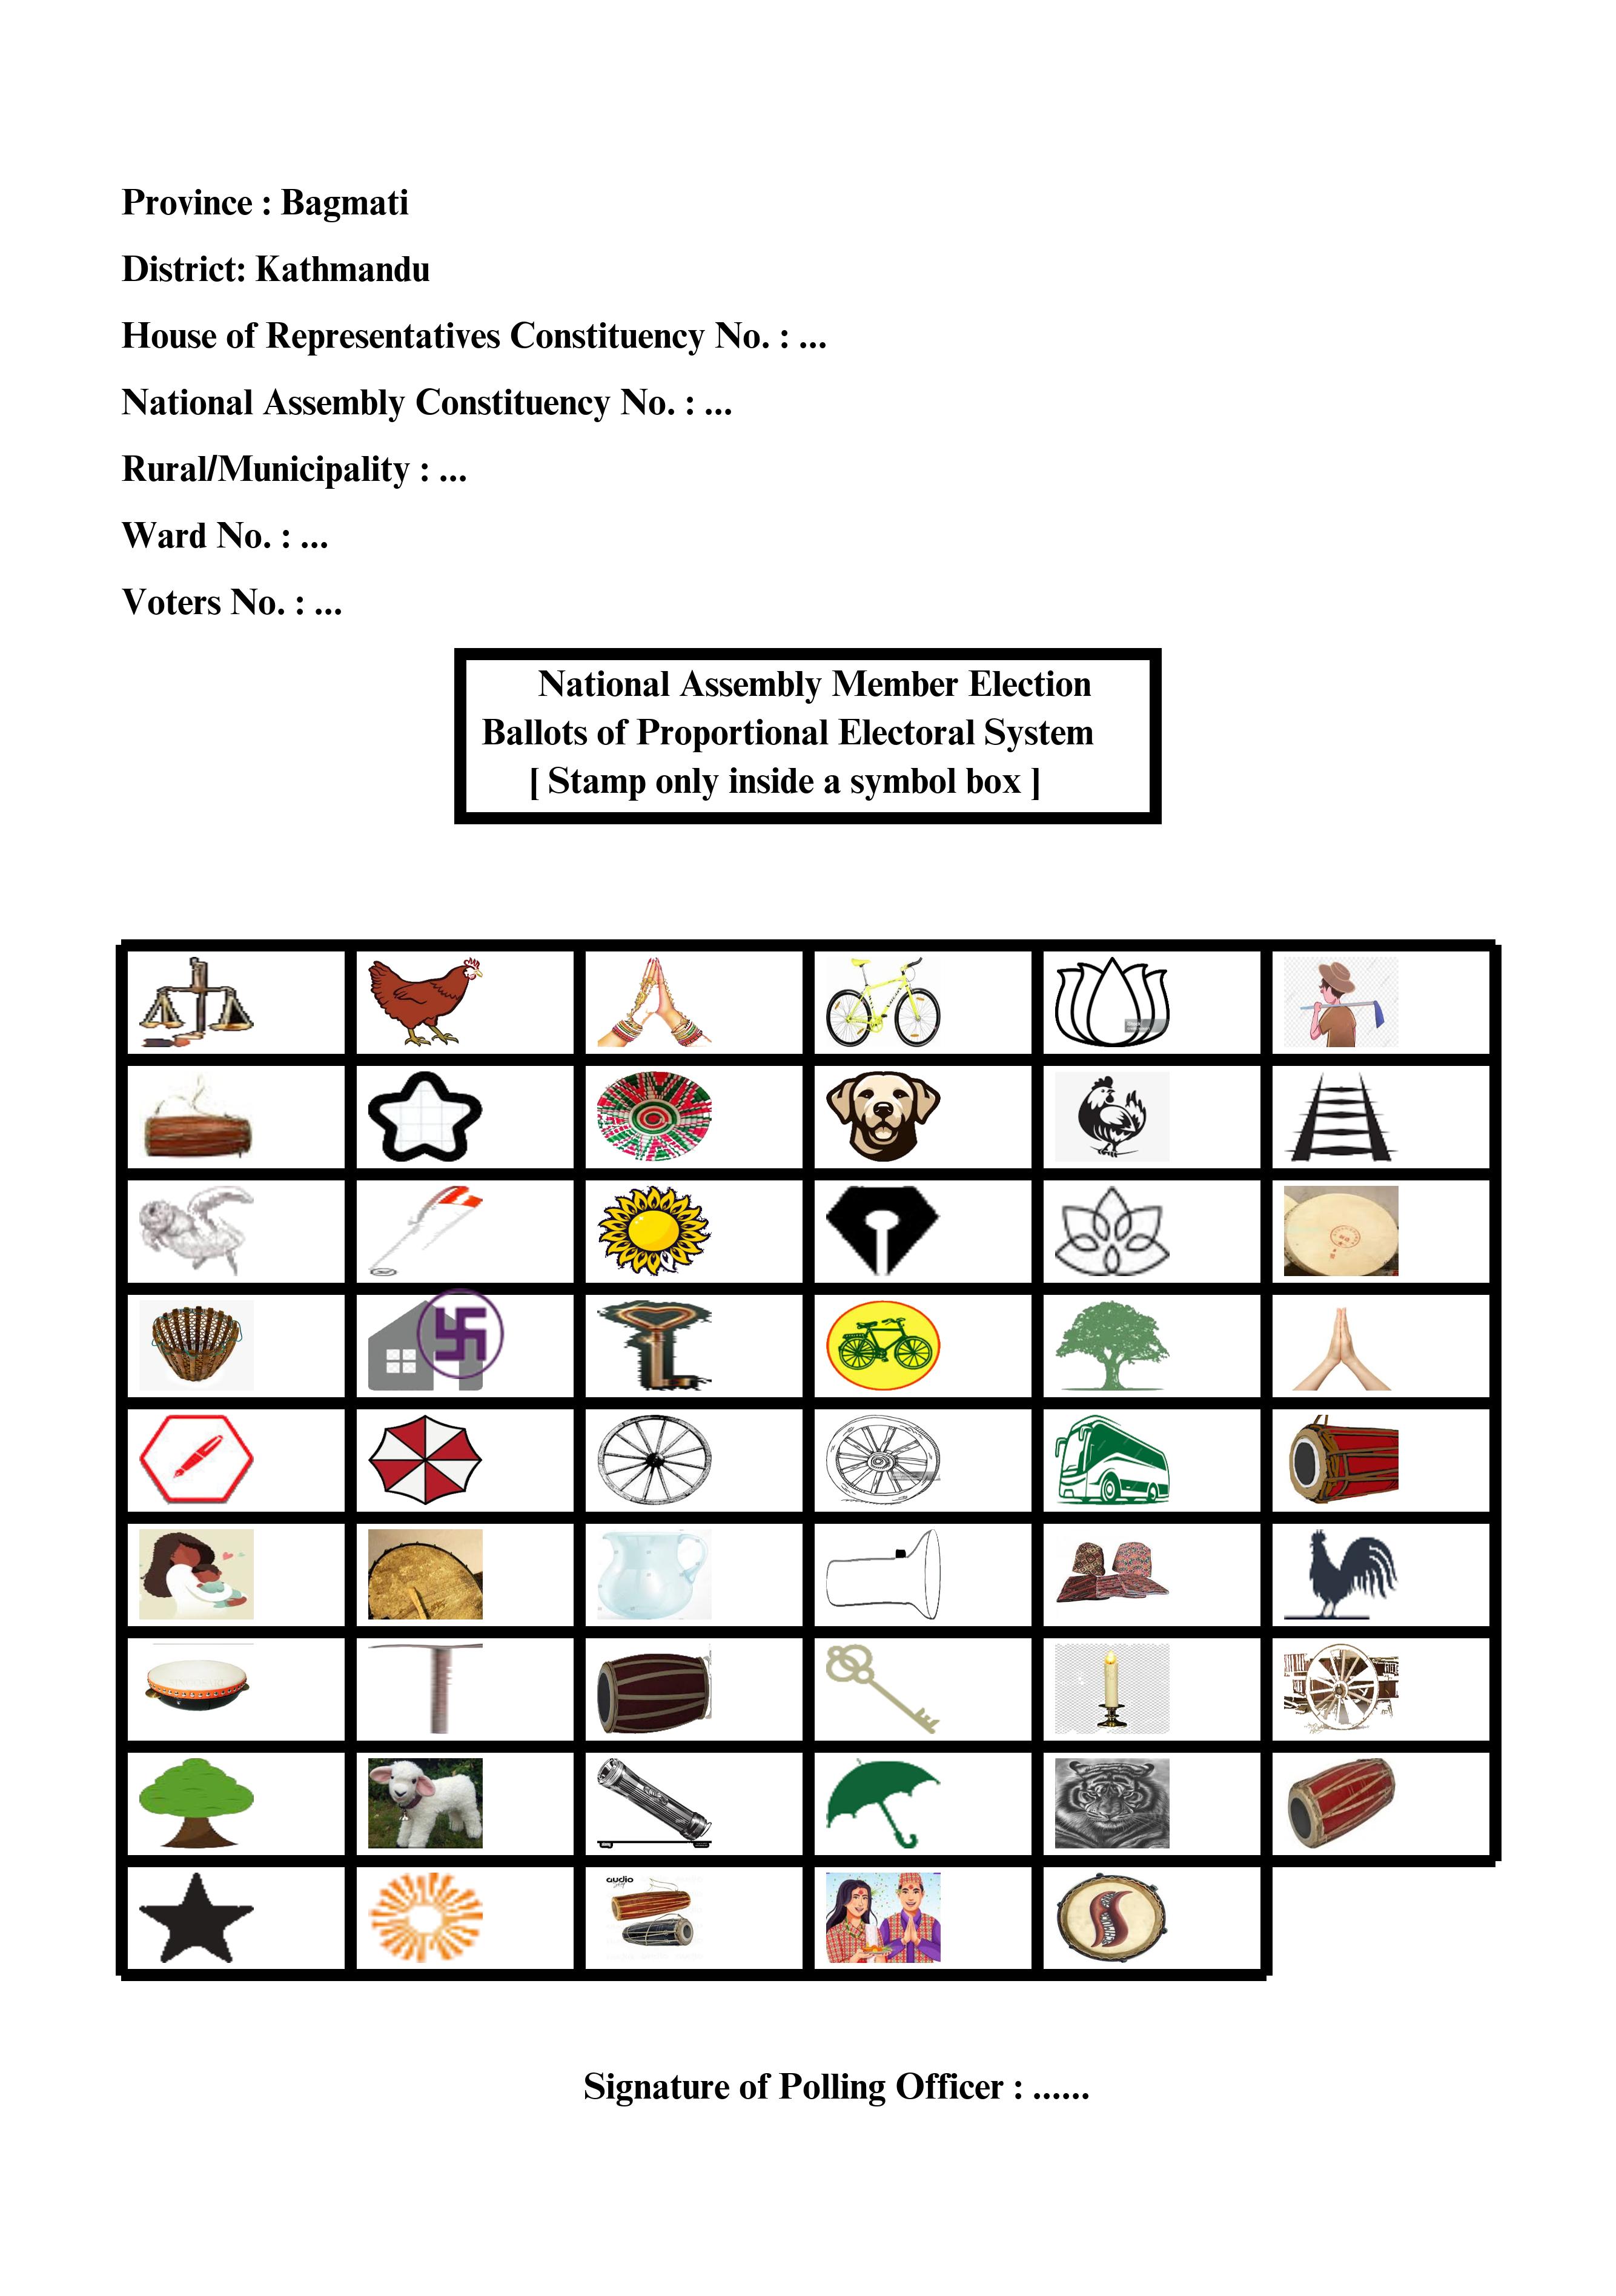 Province : Bagmati
District: Kathmandu
House of Representatives Constituency No. : ...
National Assembly Constituency No. : ...
Rural/Municipality : ...
Ward No. : ...
Voters No. : ...
National Assembly Member Election
Ballots of Proportional Electoral System
[ Stamp only inside a symbol box ]
audio
Signature of Polling Officer : ......